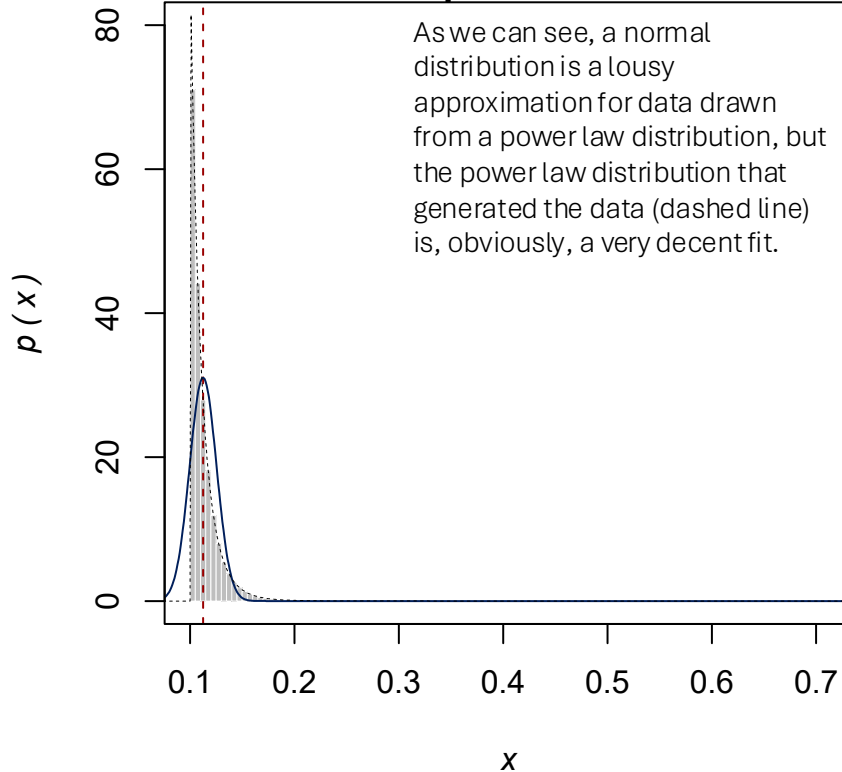 80
60
40
20
0
p ( x )
0.1 0.2 0.3 0.4 0.5 0.6 0.7
x
As we can see, a normal
distribution is a lousy
approximation for data drawn
from a power law distribution, but
the power law distribution that
generated the data (dashed line)
is, obviously, a very decent fit.